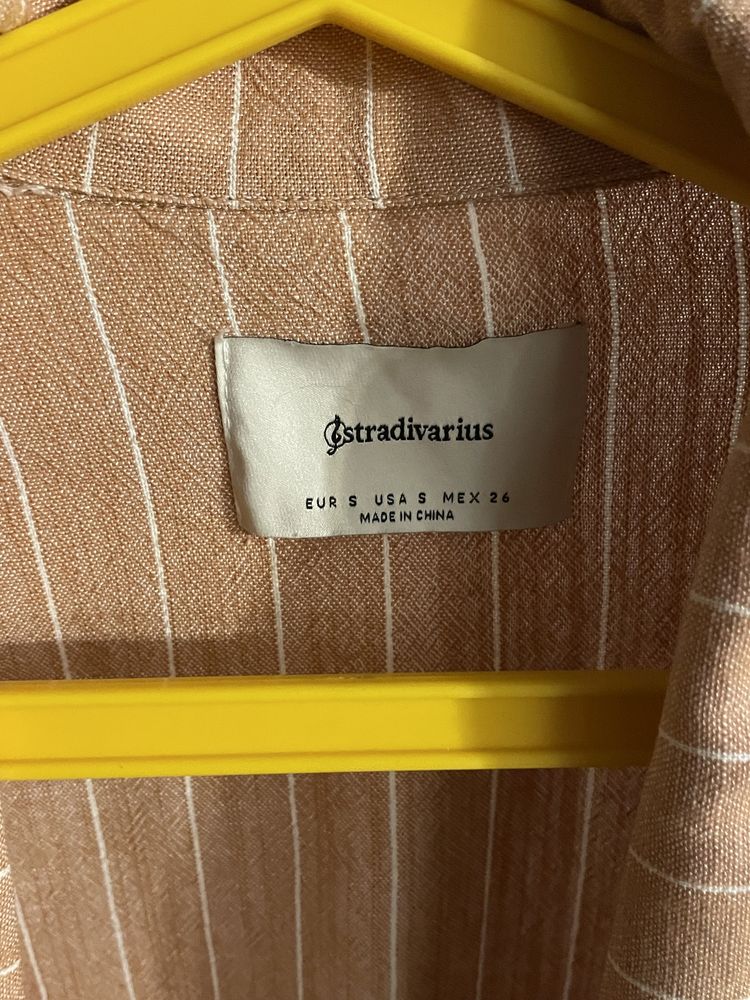 stradivarius
EUR S USA S MEX 26
MADE IN CHINA